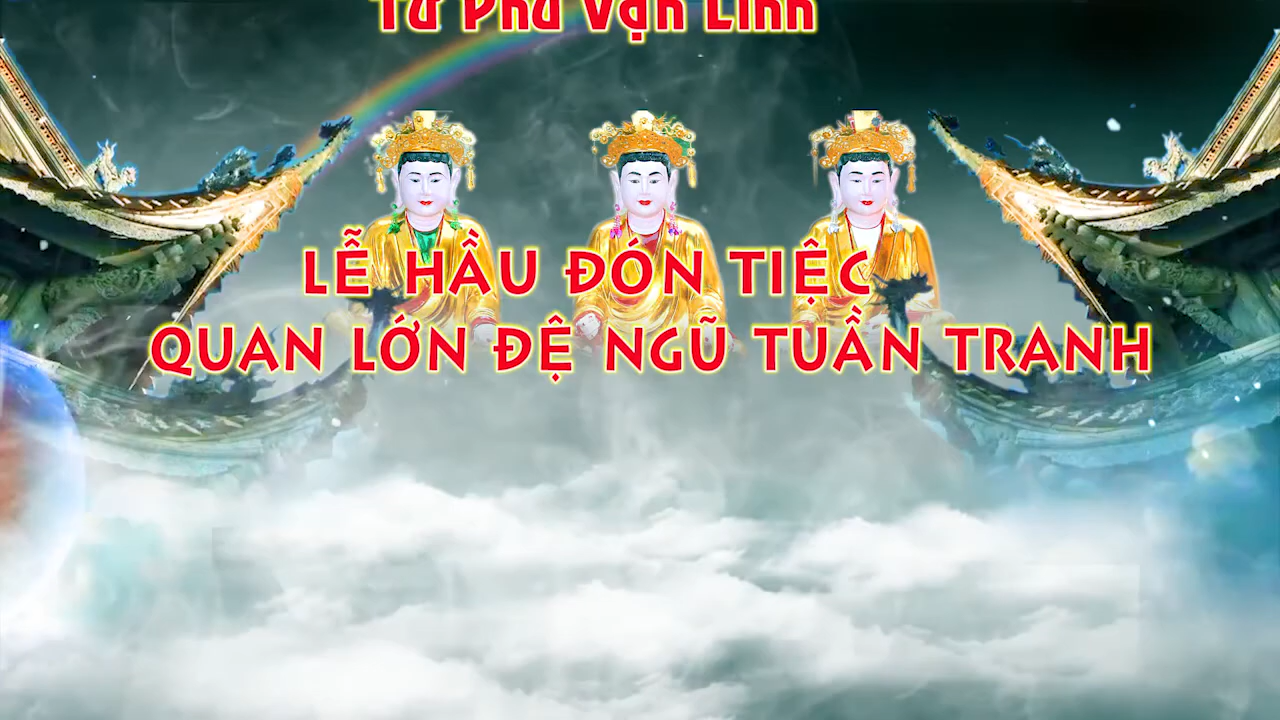 Tứ Phủ Vạn Linh
LỄ HẦU ĐÓN TIỆC
QUAN LỚN ĐỆ NGŨ TUẦN TRANH